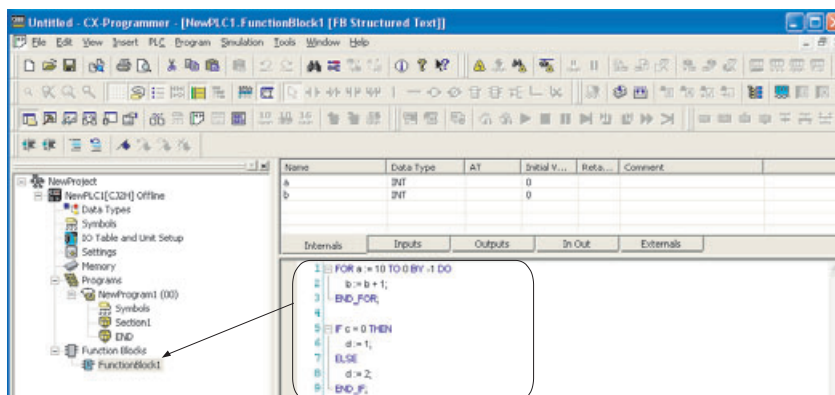 Untitled - CX-Programmer - [NewPLC1.FunctionBlock1 [FB Structured Text]]
File Edit View Insert PLC Program Simulation Tools Window Help
Name Data Type AT Initial V... Reta... Comment
a INT 0
b INT 0
Internals Inputs Outputs In Out Externals
NewProject
NewPLC1[CJ2H] Offline
Data Types
Symbols
IO Table and Unit Setup
Settings
Memory
Programs
NewProgram1 (00)
Symbols
Section1
END
Function Blocks
FunctionBlock1
1 FOR a := 10 TO 0 BY -1 DO
2 b := b + 1;
3 END_FOR;
4
5 IF c = 0 THEN
6 d := 1;
7 ELSE
8 d := 2;
9 END_IF;